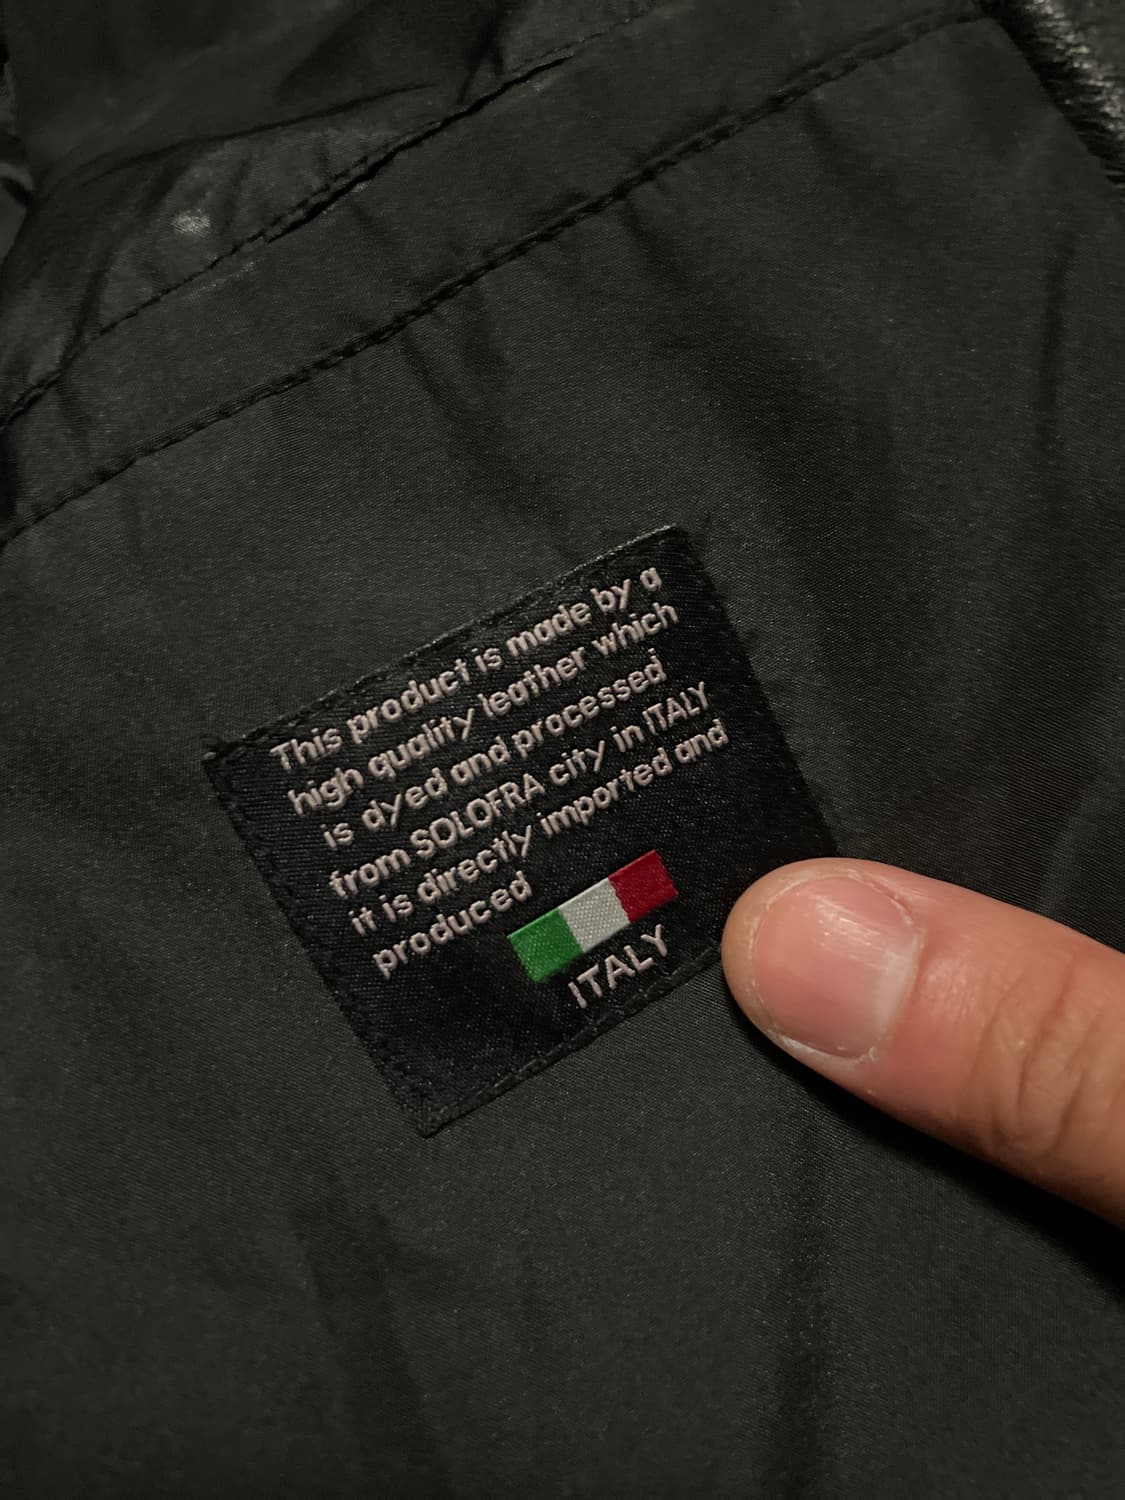 This product is made by a
high quality leather which
is dyed and processed
from SOLOFRA city in ITALY
it is directly imported and
produced
ITALY